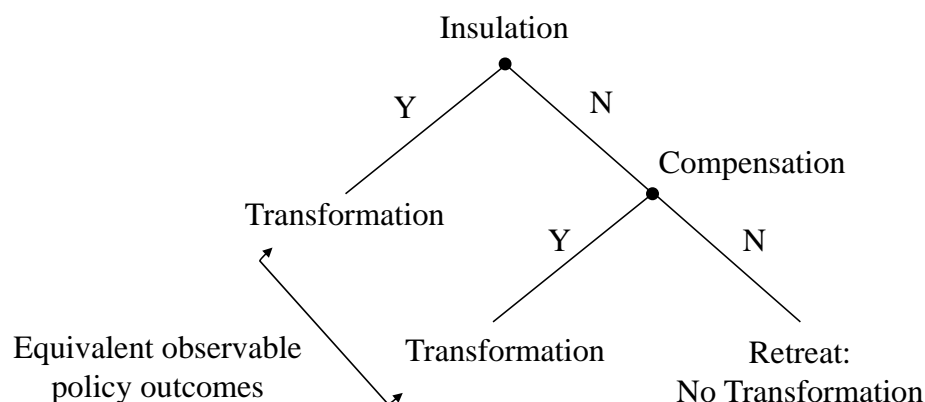 Insulation
Y
N
Compensation
Transformation
Y
N
Equivalent observable
policy outcomes
Transformation
Retreat:
No Transformation